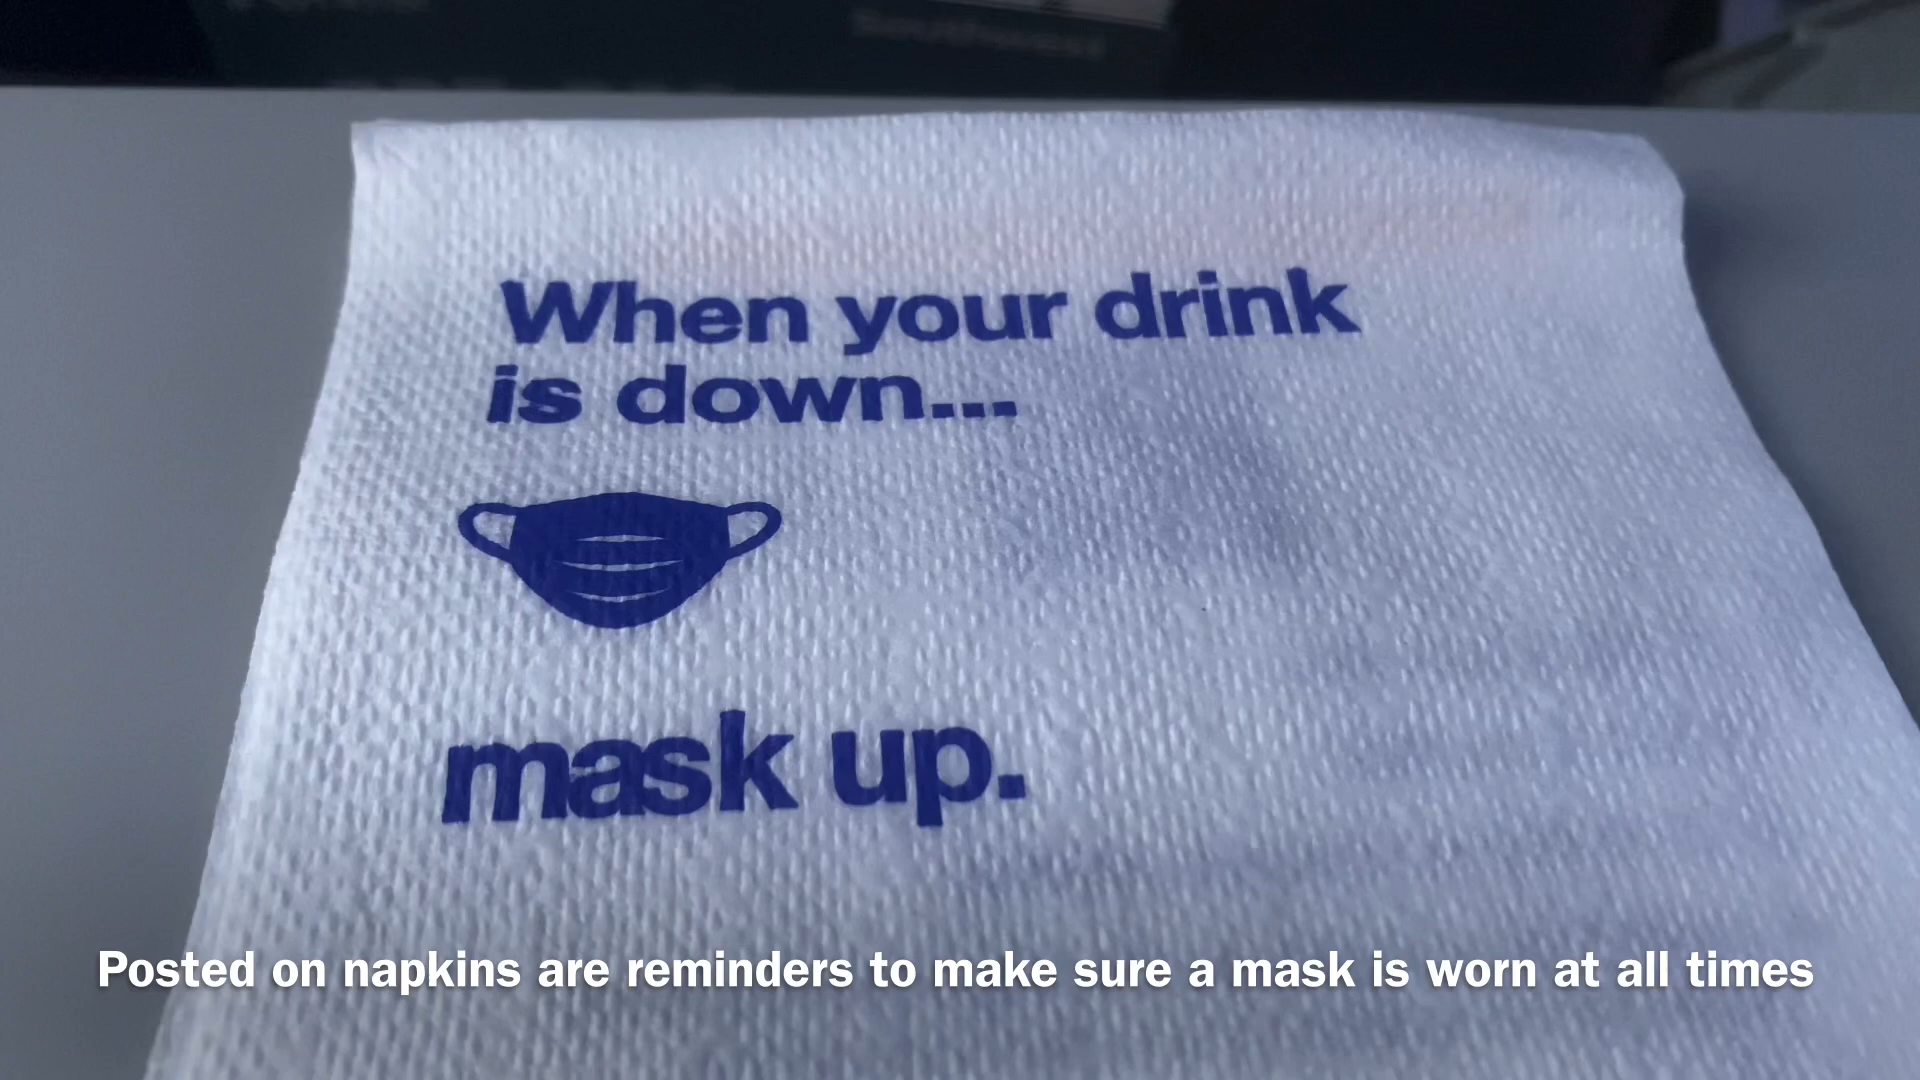 When your drink
is down...
mask up.
Posted on napkins are reminders to make sure a mask is worn at all times